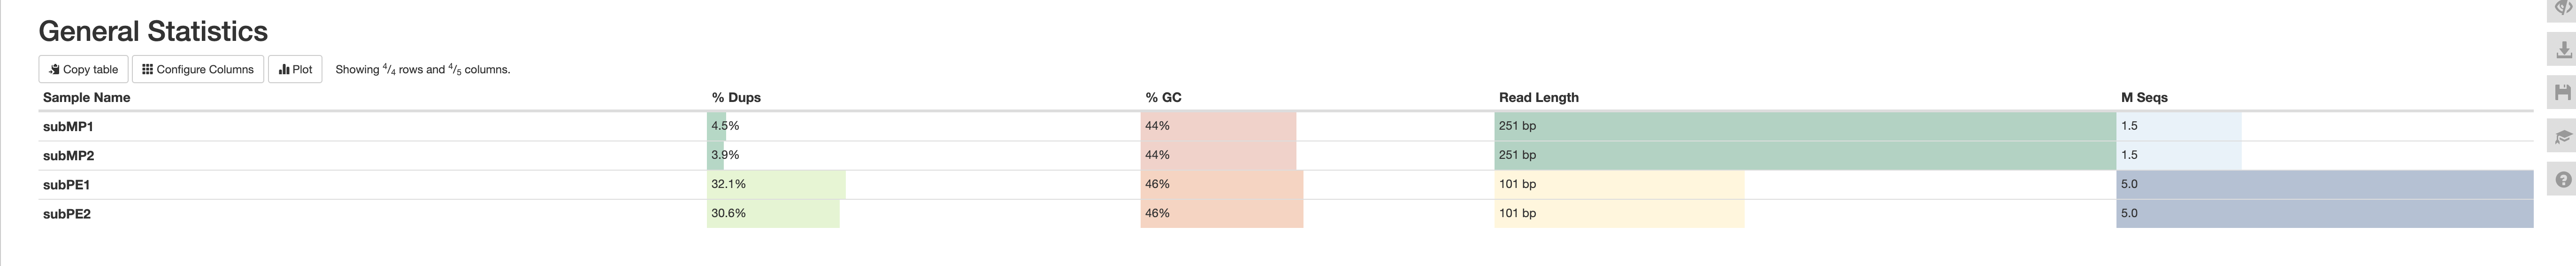 General Statistics
Copy table Configure Columns Plot Showing 4/4 rows and 4/5 columns.
Sample Name % Dups % GC Read Length M Seqs
subMP1 4.5% 44% 251 bp 1.5
subMP2 3.9% 44% 251 bp 1.5
subPE1 32.1% 46% 101 bp 5.0
subPE2 30.6% 46% 101 bp 5.0